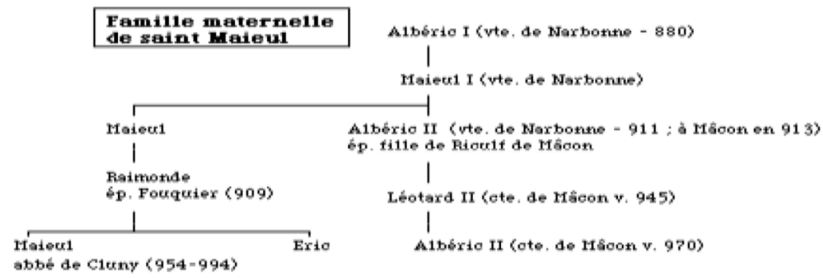 Famille maternelle
de saint Maieul
Albéric I (vte. de Narbonne - 880)
Maieul I (vte. de Narbonne)
Maieul
Albéric II (vte. de Narbonne - 911 ; à Mâcon en 913)
ép. fille de Riculf de Mâcon
Raimonde
ép. Fouquier (909)
Léotard II (cte. de Mâcon v. 945)
Maieul
abbé de Cluny (954-994)
Eric
Albéric II (cte. de Mâcon v. 970)